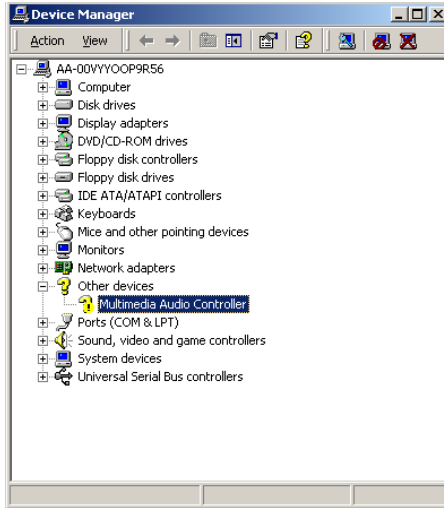 Device Manager
Action View
AA-00VYYOOP9R56
Computer
Disk drives
Display adapters
DVD/CD-ROM drives
Floppy disk controllers
Floppy disk drives
IDE ATA/ATAPI controllers
Keyboards
Mice and other pointing devices
Monitors
Network adapters
Other devices
Multimedia Audio Controller
Ports (COM & LPT)
Sound, video and game controllers
System devices
Universal Serial Bus controllers